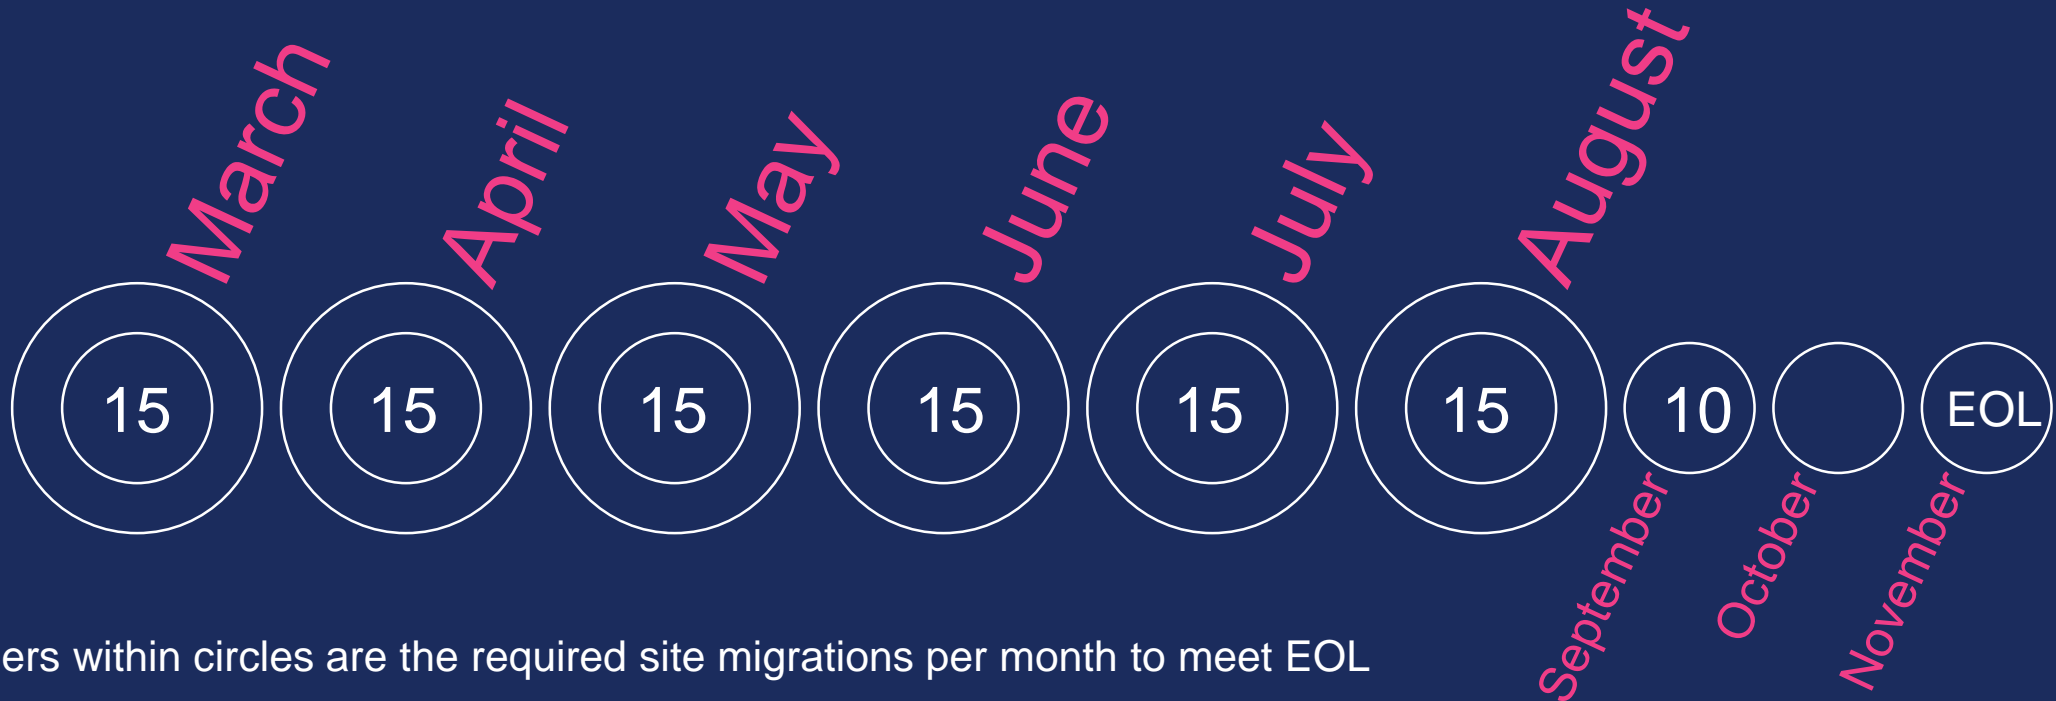 March
April
May
June
July
August
15
15
15
15
15
15
10
EOL
September
October
November
ers within circles are the required site migrations per month to meet EOL